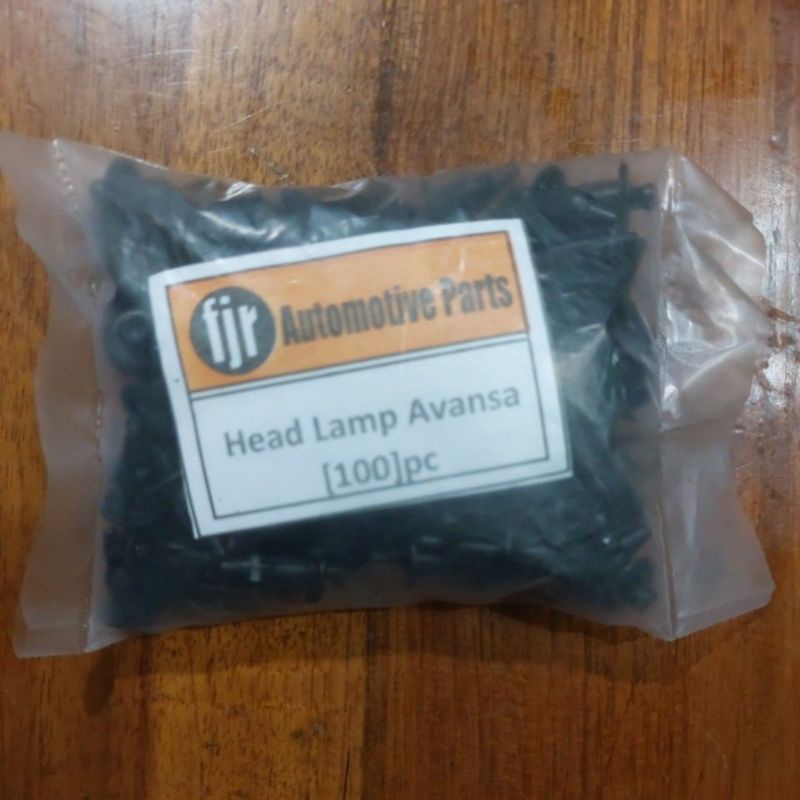 fjr Automotive Parts
Head Lamp Avansa
[100]pc